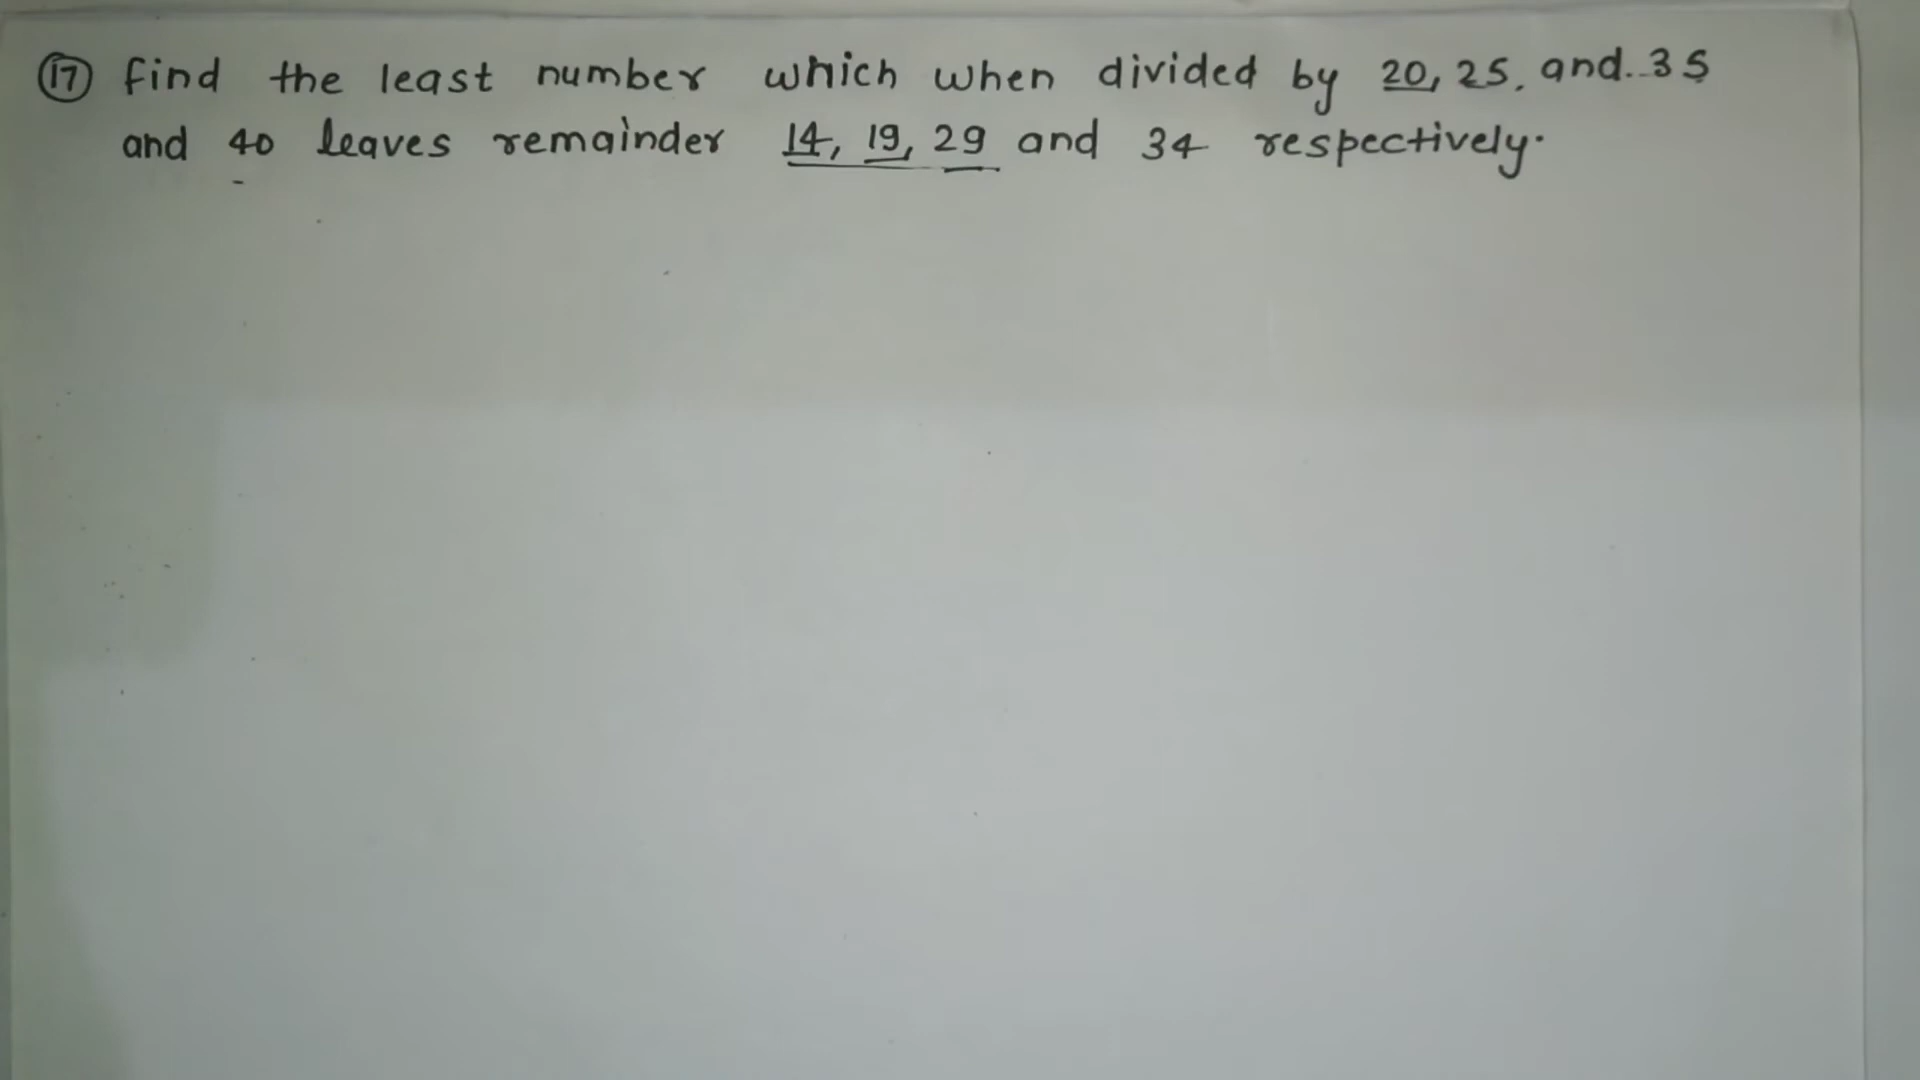 17 find the least number which when divided by 20, 25, and..35
and 40 leaves remainder 14, 19, 29 and 34 respectively.